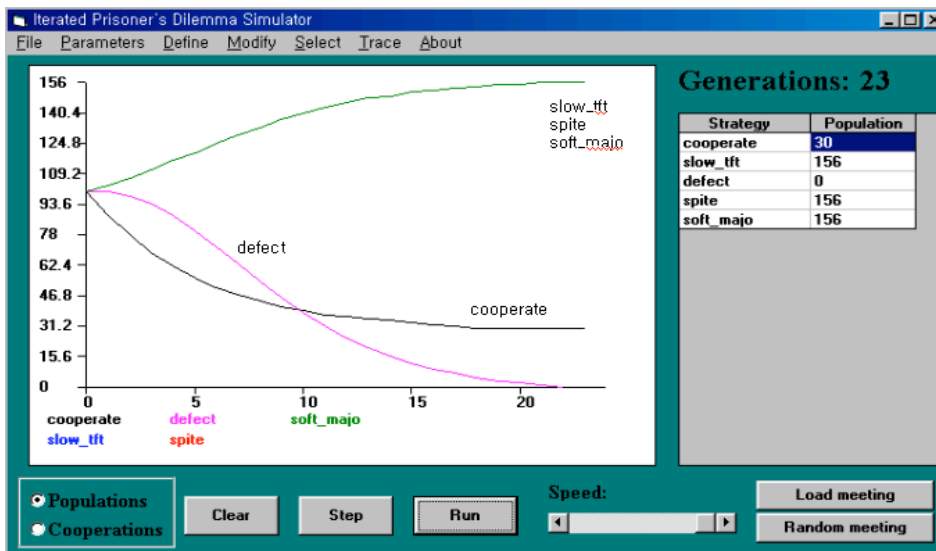 Iterated Prisoner's Dilemma Simulator
File Parameters Define Modify Select Trace About
156
140.4
124.8
109.2
93.6
78
62.4
46.8
31.2
15.6
0
0 5 10 15 20
slow_tft
spite
soft_majo
defect
cooperate
cooperate defect soft_majo
slow_tft spite
Generations: 23
Strategy Population
cooperate 30
slow_tft 156
defect 0
spite 156
soft_majo 156
Populations
Cooperations
Clear
Step
Run
Speed:
Load meeting
Random meeting